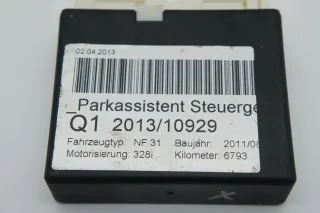 02 04 2013
_Parkassistent Steuerge
Q1 2013/10929
Fahrzeugtyp: NF 31 Baujahr: 2011/08
Motorisierung: 328i Kilometer: 6793